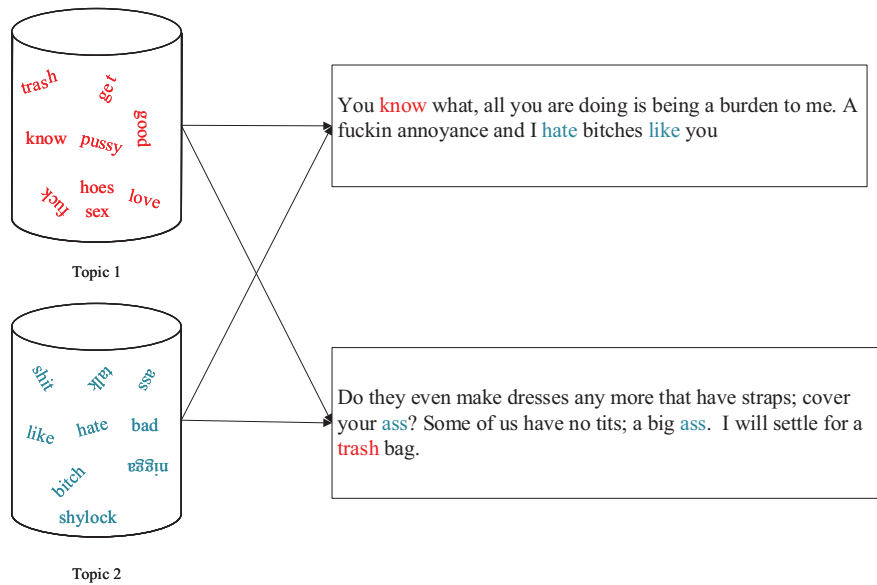 trash
get
good
know
pussy
hoes
love
fuck
sex
Topic 1
You know what, all you are doing is being a burden to me. A
fuckin annoyance and I hate bitches like you
shit
talk
ass
like
hate
bad
bitch
nigga
shylock
Topic 2
Do they even make dresses any more that have straps; cover
your ass? Some of us have no tits; a big ass. I will settle for a
trash bag.